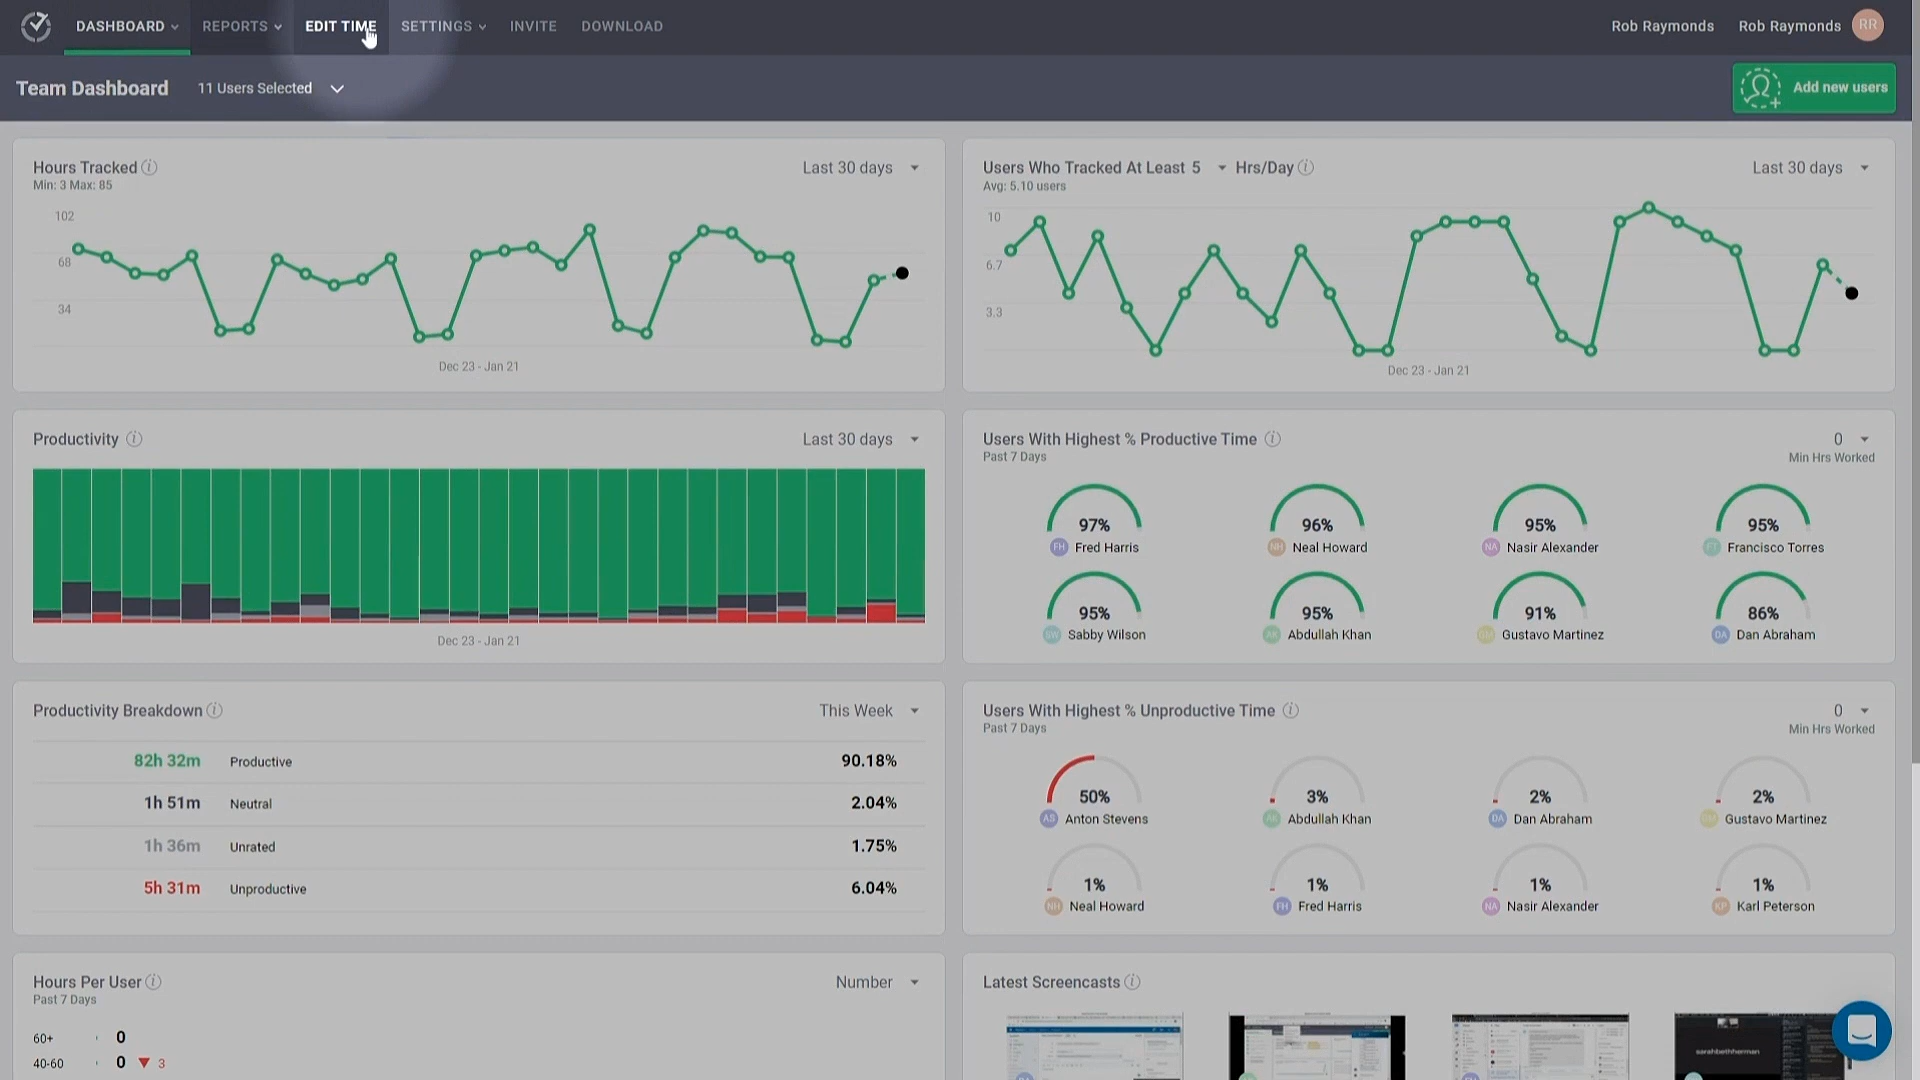 DASHBOARD REPORTS EDIT TIME SETTINGS INVITE DOWNLOAD Rob Raymonds Rob Raymonds RR
Team Dashboard 11 Users Selected Add new users
Hours Tracked Last 30 days
Min: 3 Max: 85
102
68
34
Dec 23 - Jan 21
Users Who Tracked At Least 5 Hrs/Day Last 30 days
Avg: 5.10 users
10
6.7
3.3
Dec 23 - Jan 21
Productivity Last 30 days
Dec 23 - Jan 21
Users With Highest % Productive Time 0
Past 7 Days Min Hrs Worked
97% 96% 95% 95%
FH Fred Harris NH Neal Howard NA Nasir Alexander FT Francisco Torres
95% 95% 91% 86%
SW Sabby Wilson AK Abdullah Khan GM Gustavo Martinez DA Dan Abraham
Productivity Breakdown This Week
82h 32m Productive 90.18%
1h 51m Neutral 2.04%
1h 36m Unrated 1.75%
5h 31m Unproductive 6.04%
Users With Highest % Unproductive Time 0
Past 7 Days Min Hrs Worked
50% 3% 2% 2%
AS Anton Stevens AK Abdullah Khan DA Dan Abraham GM Gustavo Martinez
1% 1% 1% 1%
NH Neal Howard FH Fred Harris NA Nasir Alexander KP Karl Peterson
Hours Per User Number
Past 7 Days
60+ 0
40-60 0 ▼ 3
Latest Screencasts
sarahbethherman